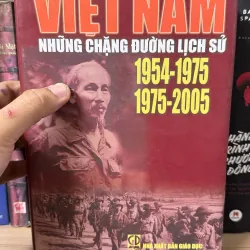 VIỆT NAM
NHỮNG CHẶNG ĐƯỜNG LỊCH SỬ
1954-1975
1975-2005
NHÀ XUẤT BẢN GIÁO DỤC